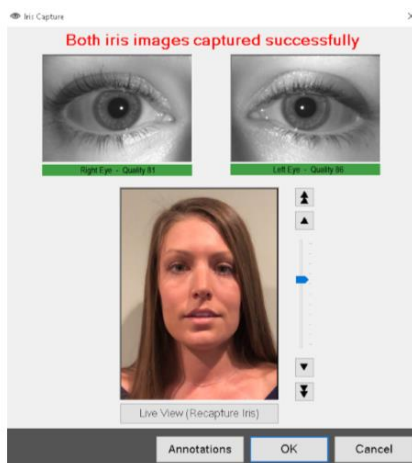 Iris Capture
Both iris images captured successfully
Right Eye - Quality 81
Left Eye - Quality 86
Live View (Recapture Iris)
Annotations
OK
Cancel